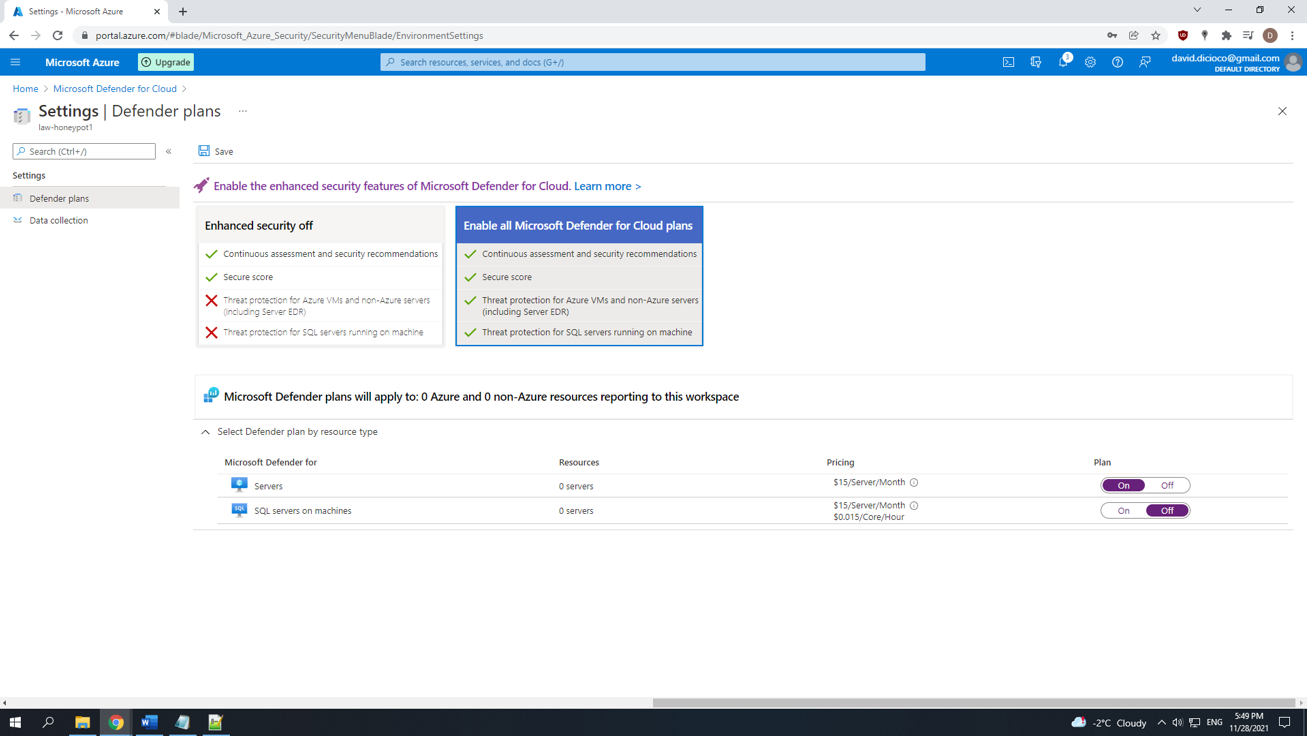 Settings - Microsoft Azure
portal.azure.com/#blade/Microsoft_Azure_Security/SecurityMenuBlade/EnvironmentSettings
D
Microsoft Azure
Upgrade
Search resources, services, and docs (G+/)
3
david.dicioco@gmail.com
DEFAULT DIRECTORY
Home > Microsoft Defender for Cloud >
Settings | Defender plans ...
law-honeypot1
Search (Ctrl+/) «
Save
Settings
Defender plans
Data collection
Enable the enhanced security features of Microsoft Defender for Cloud. Learn more >
Enhanced security off
Continuous assessment and security recommendations
Secure score
Threat protection for Azure VMs and non-Azure servers
(including Server EDR)
Threat protection for SQL servers running on machine
Enable all Microsoft Defender for Cloud plans
Continuous assessment and security recommendations
Secure score
Threat protection for Azure VMs and non-Azure servers
(including Server EDR)
Threat protection for SQL servers running on machine
Microsoft Defender plans will apply to: 0 Azure and 0 non-Azure resources reporting to this workspace
Select Defender plan by resource type
Microsoft Defender for Resources Pricing Plan
Servers 0 servers $15/Server/Month On Off
SQL SQL servers on machines 0 servers $15/Server/Month On Off
$0.015/Core/Hour
-2°C Cloudy ENG 5:49 PM
11/28/2021